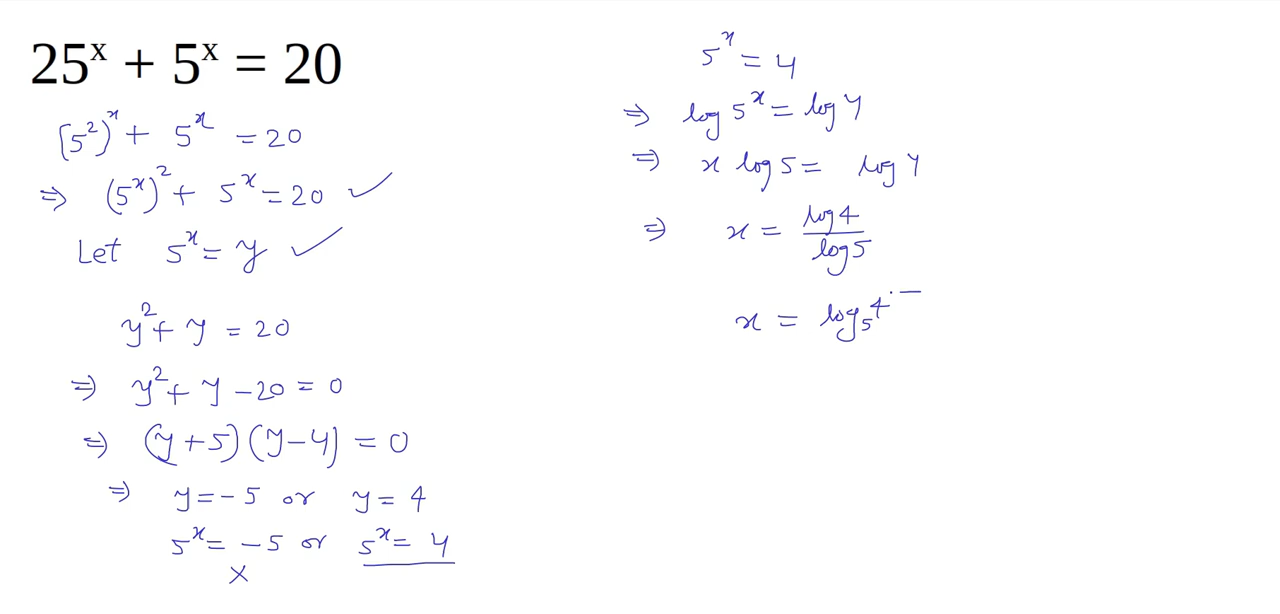 25ˣ + 5ˣ = 20
(5²)ˣ + 5ˣ = 20
⇒ (5ˣ)² + 5ˣ = 20 ✓
Let 5ˣ = y ✓
y² + y = 20
⇒ y² + y − 20 = 0
⇒ (y + 5)(y − 4) = 0
⇒ y = −5 or y = 4
5ˣ = −5 or 5ˣ = 4
×
5ˣ = 4
⇒ log 5ˣ = log 4
⇒ x log 5 = log 4
⇒ x = log 4 / log 5
x = log₅ 4